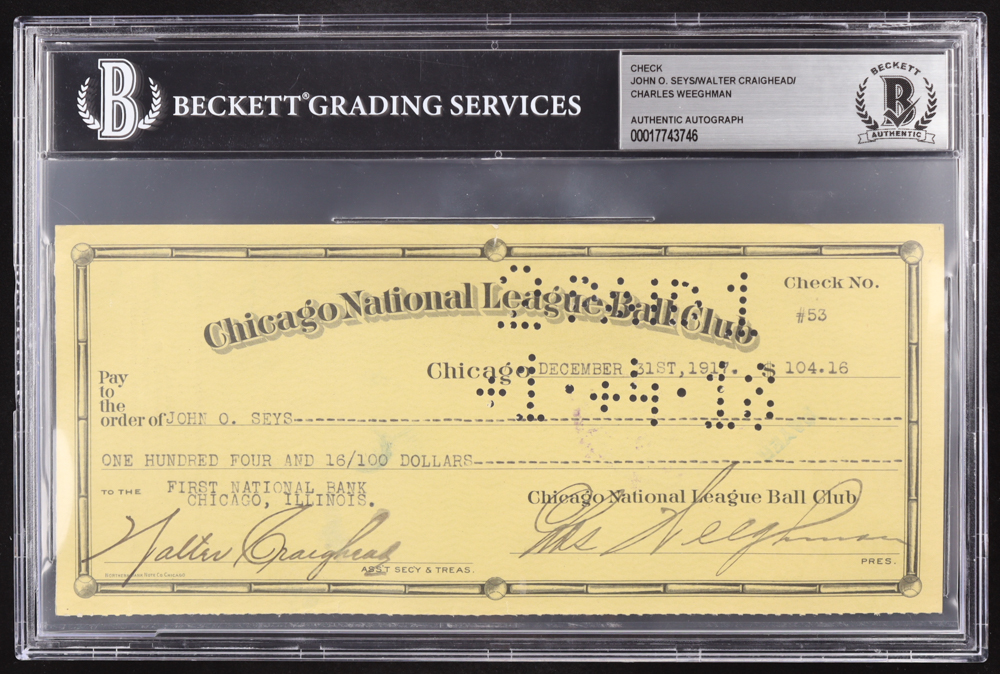 B
BECKETT® GRADING SERVICES
CHECK
JOHN O. SEYS/WALTER CRAIGHEAD/
CHARLES WEEGHMAN
AUTHENTIC AUTOGRAPH
00017743746
BECKETT
B
AUTHENTIC
Chicago National League Ball Club
Check No.
#53
Chicago DECEMBER 31ST, 1917. $ 104.16
Pay
to
the
order of JOHN O. SEYS
ONE HUNDRED FOUR AND 16/100 DOLLARS
TO THE FIRST NATIONAL BANK
CHICAGO, ILLINOIS.
Chicago National League Ball Club
Walter Craighead
ASS'T SECY & TREAS.
Chas Weeghman
PRES.